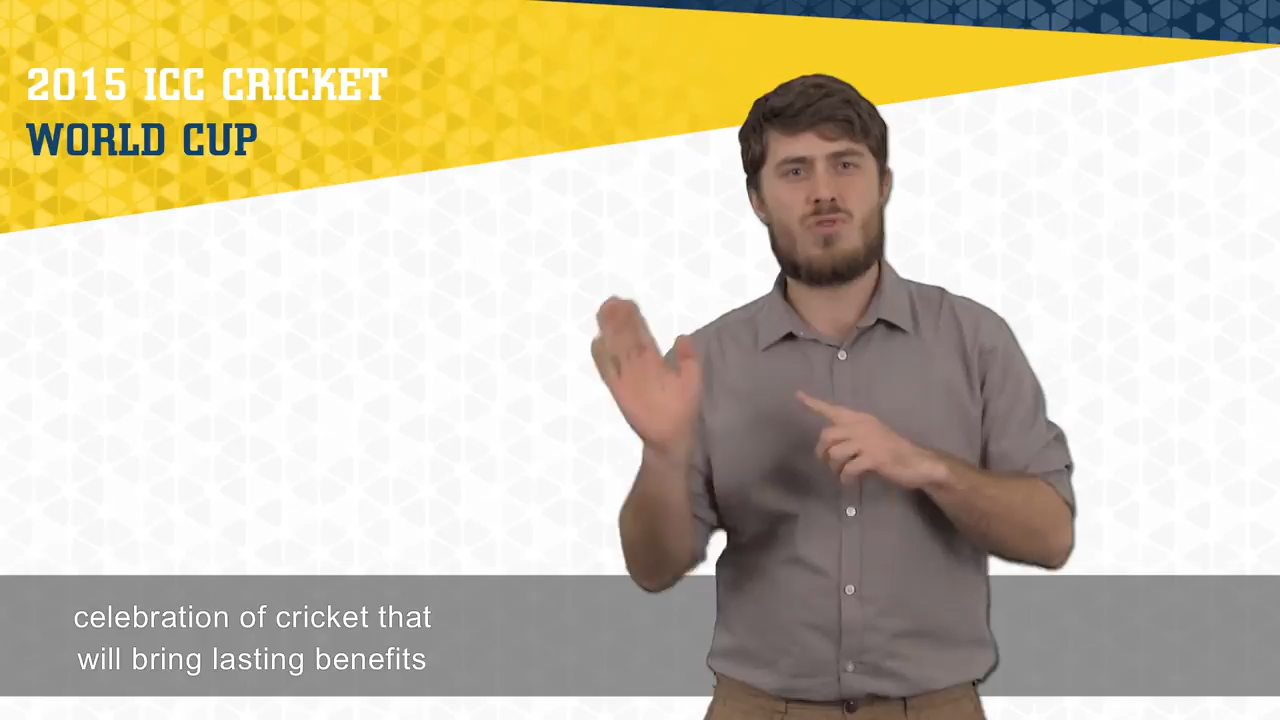 2015 ICC CRICKET
WORLD CUP
celebration of cricket that
will bring lasting benefits